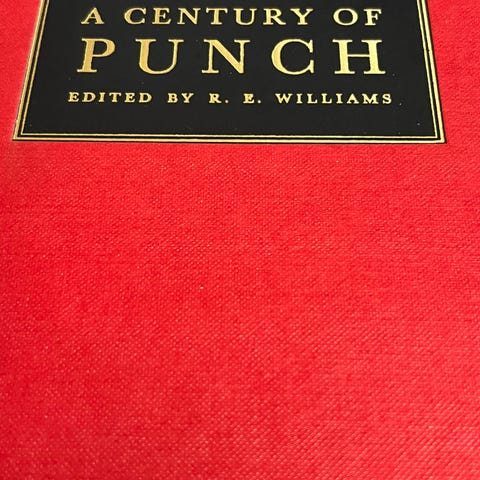 A CENTURY OF
PUNCH
EDITED BY R. E. WILLIAMS